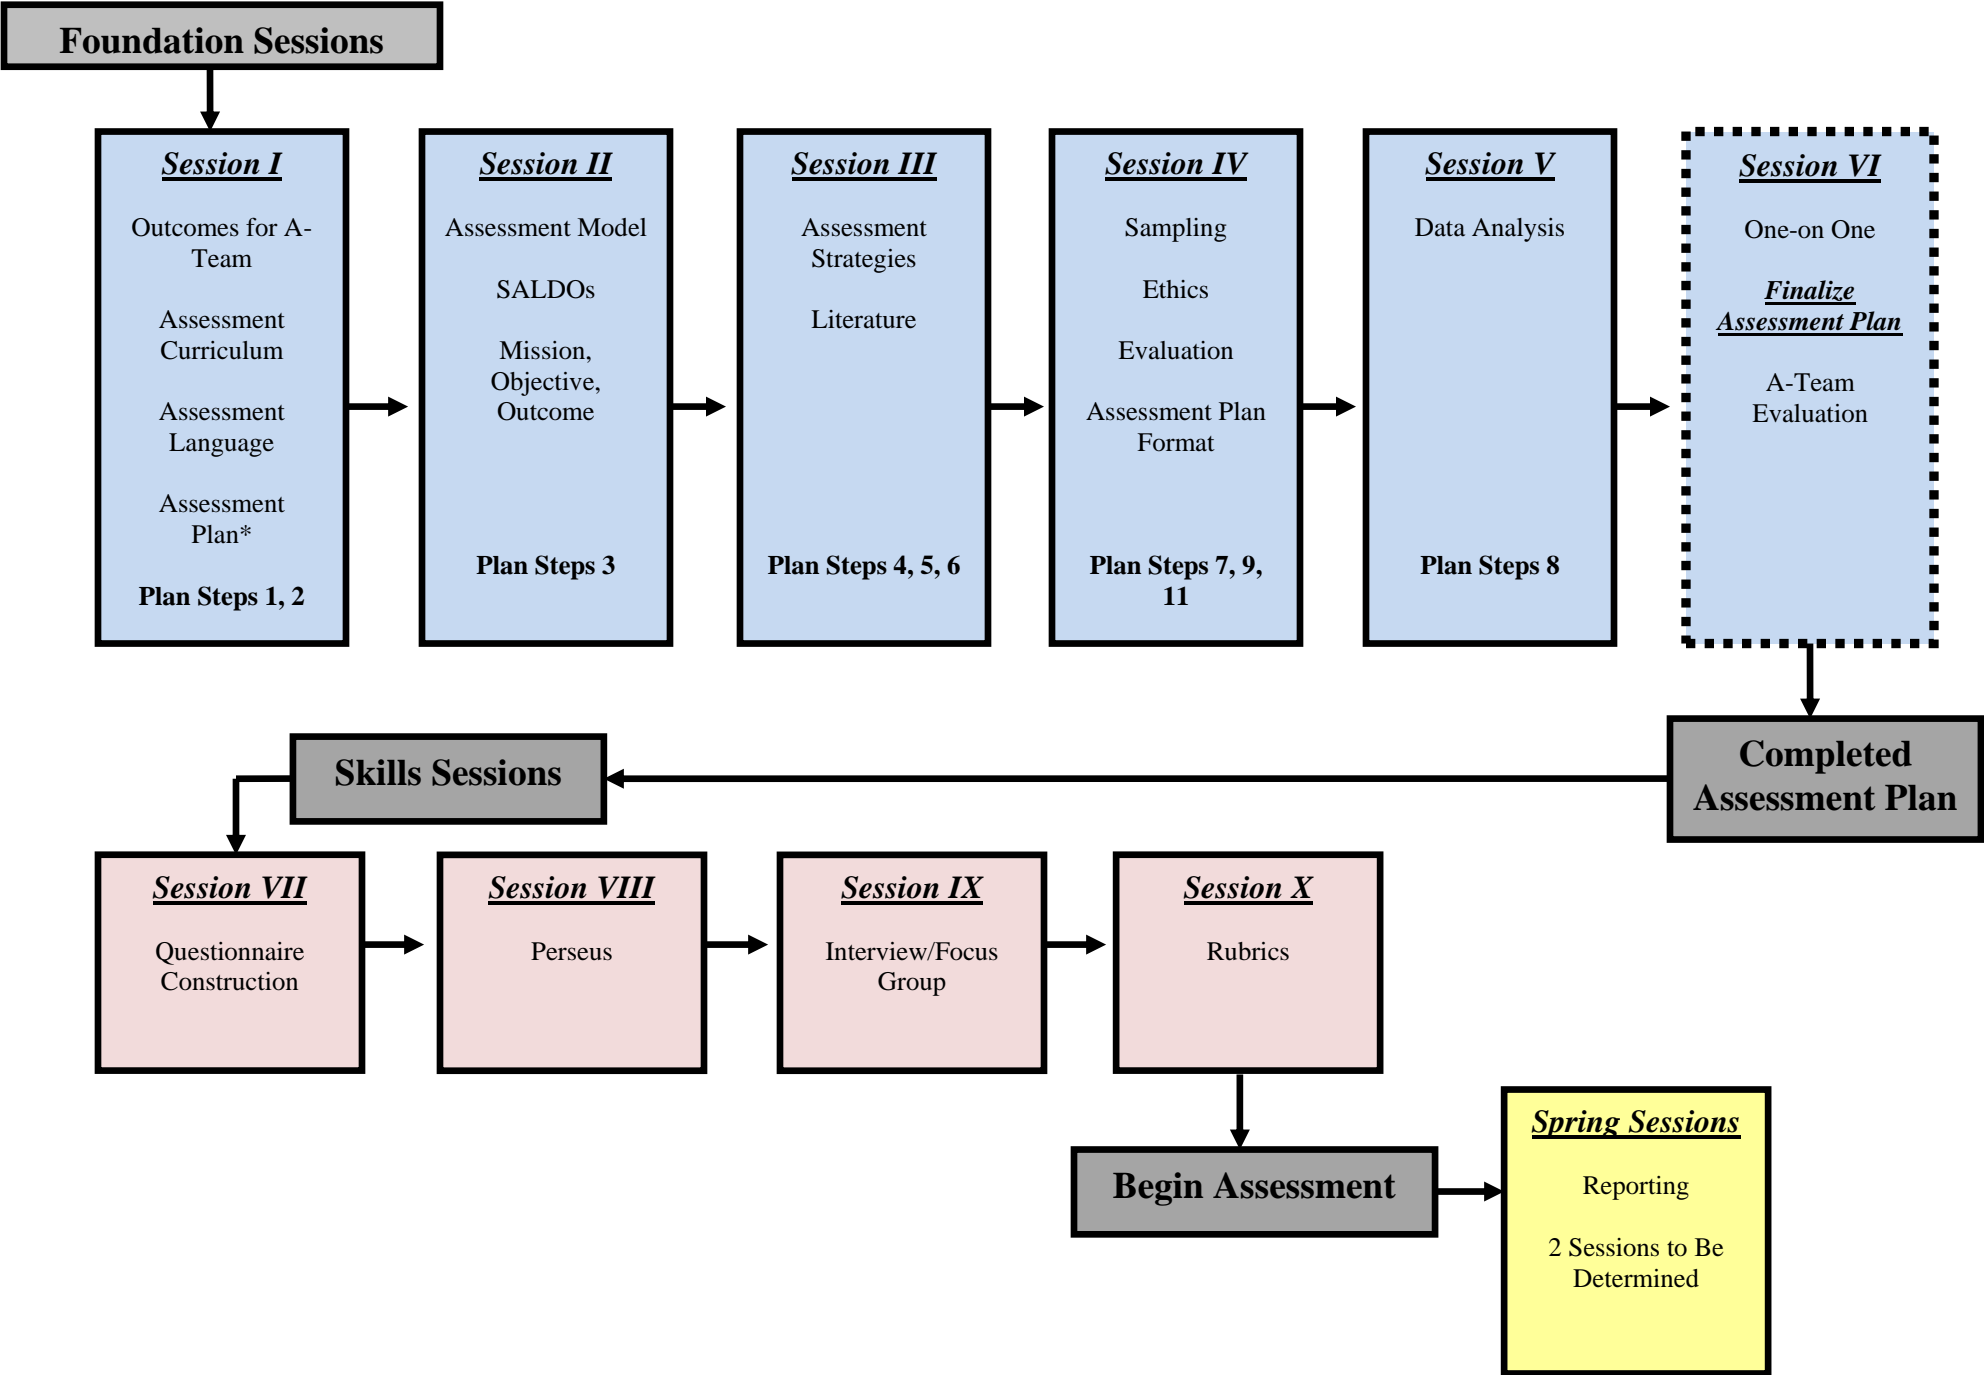 Foundation Sessions
Session I
Outcomes for A-
Team
Assessment
Curriculum
Assessment
Language
Assessment
Plan*
Plan Steps 1, 2
Session II
Assessment Model
SALDOs
Mission,
Objective,
Outcome
Plan Steps 3
Session III
Assessment
Strategies
Literature
Plan Steps 4, 5, 6
Session IV
Sampling
Ethics
Evaluation
Assessment Plan
Format
Plan Steps 7, 9,
11
Session V
Data Analysis
Plan Steps 8
Session VI
One-on One
Finalize
Assessment Plan
A-Team
Evaluation
Completed
Assessment Plan
Skills Sessions
Session VII
Questionnaire
Construction
Session VIII
Perseus
Session IX
Interview/Focus
Group
Session X
Rubrics
Begin Assessment
Spring Sessions
Reporting
2 Sessions to Be
Determined